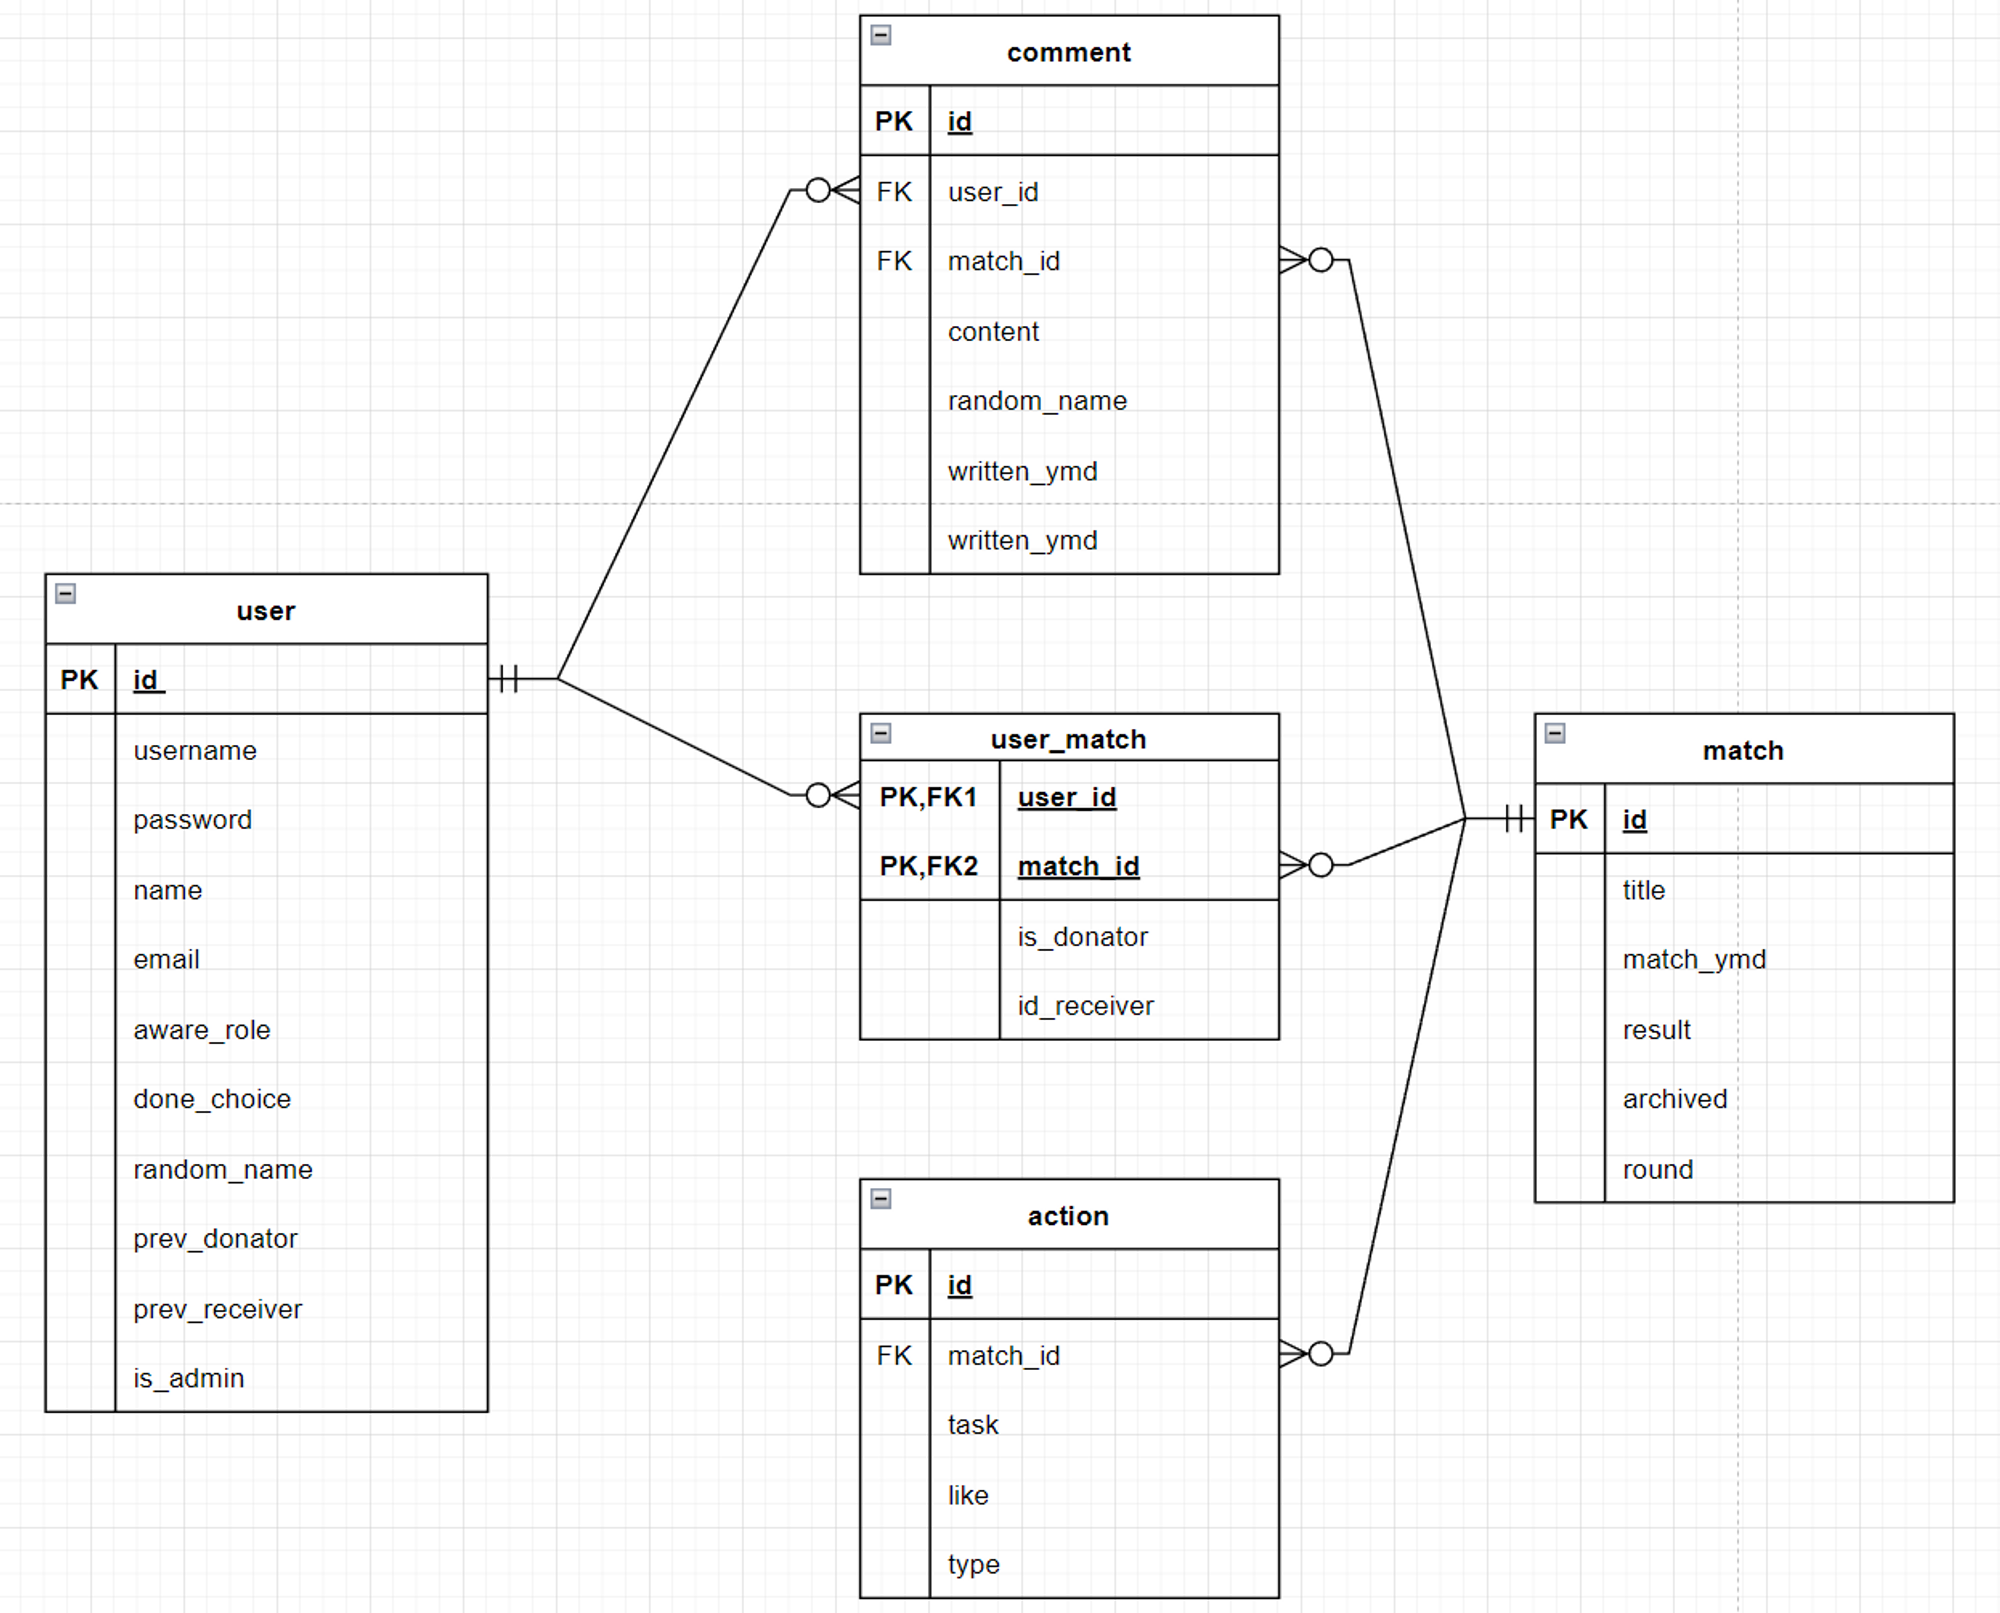 comment
PK id
FK user_id
FK match_id
content
random_name
written_ymd
written_ymd
user
PK id
username
password
name
email
aware_role
done_choice
random_name
prev_donator
prev_receiver
is_admin
user_match
PK,FK1 user_id
PK,FK2 match_id
is_donator
id_receiver
match
PK id
title
match_ymd
result
archived
round
action
PK id
FK match_id
task
like
type